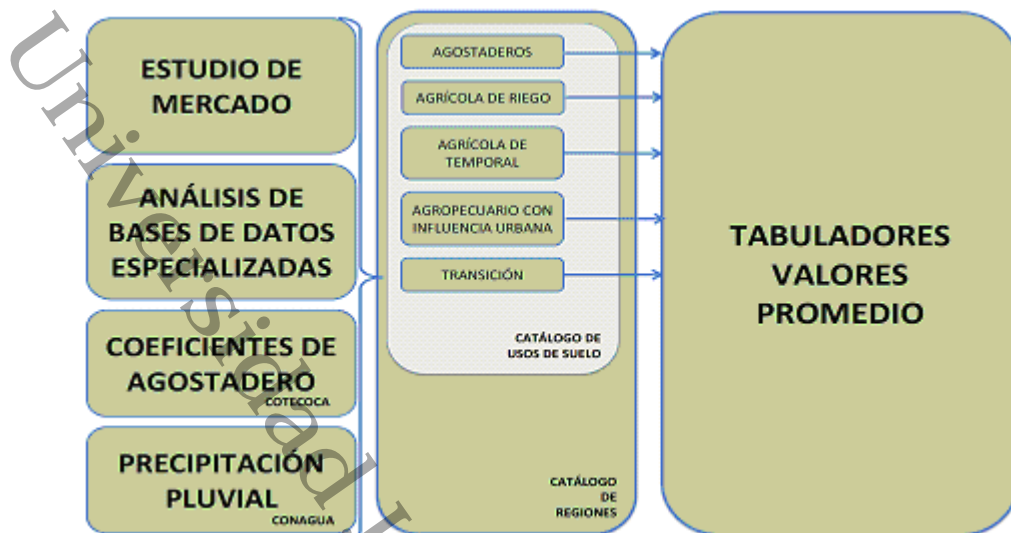 ESTUDIO DE
MERCADO
ANÁLISIS DE
BASES DE DATOS
ESPECIALIZADAS
COEFICIENTES DE
AGOSTADERO
COTECOCA
PRECIPITACIÓN
PLUVIAL
CONAGUA
AGOSTADEROS
AGRÍCOLA DE RIEGO
AGRÍCOLA DE
TEMPORAL
AGROPECUARIO CON
INFLUENCIA URBANA
TRANSICIÓN
CATÁLOGO DE
USOS DE SUELO
CATÁLOGO
DE
REGIONES
TABULADORES
VALORES
PROMEDIO
Universidad